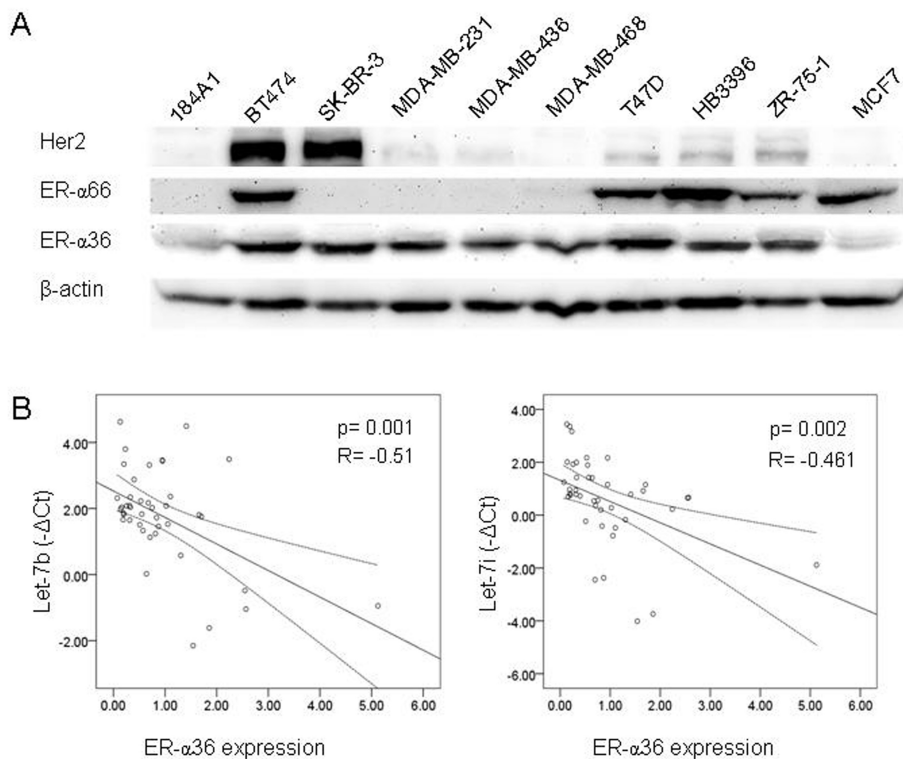 A
184A1 BT474 SK-BR-3 MDA-MB-231 MDA-MB-436 MDA-MB-468 T47D HB3396 ZR-75-1 MCF7
Her2
ER-α66
ER-α36
β-actin
B
Let-7b (-ΔCt)
4.00
2.00
0.00
-2.00
p= 0.001
R= -0.51
0.00 1.00 2.00 3.00 4.00 5.00 6.00
ER-α36 expression
Let-7i (-ΔCt)
4.00
2.00
0.00
-2.00
-4.00
-6.00
p= 0.002
R= -0.461
0.00 1.00 2.00 3.00 4.00 5.00 6.00
ER-α36 expression